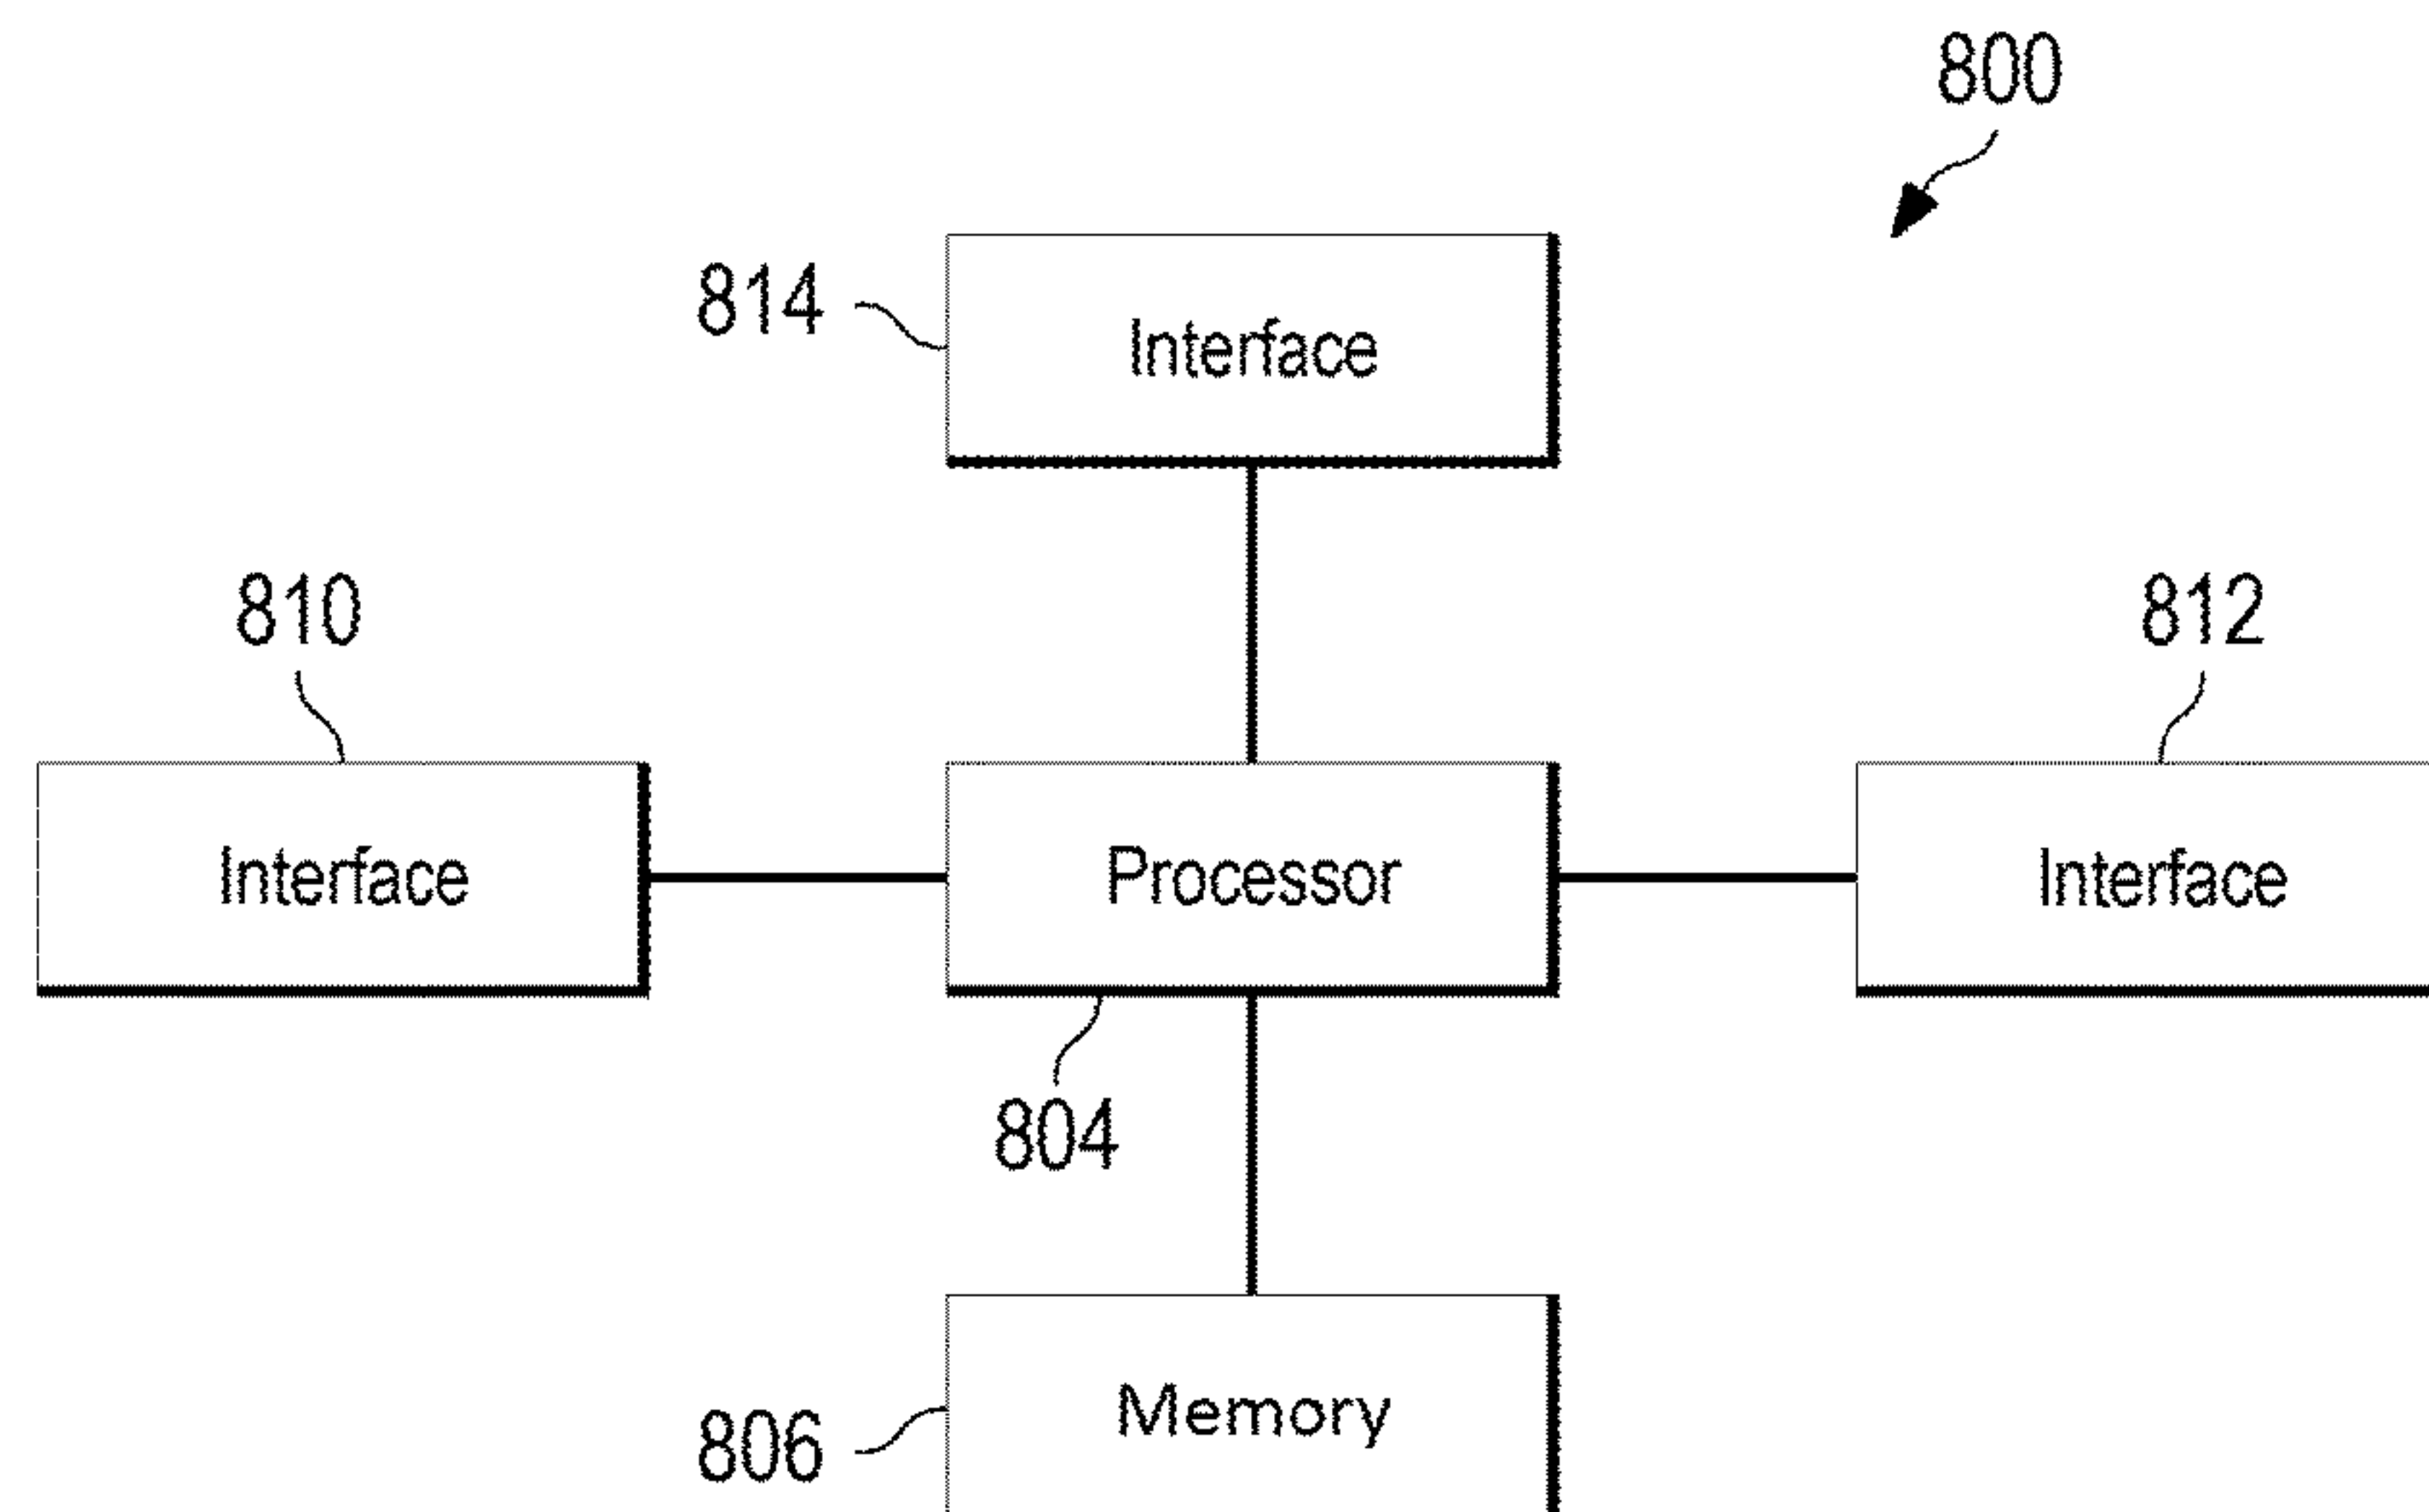 800
814
Interface
810
812
Interface
Processor
Interface
804
Memory
806